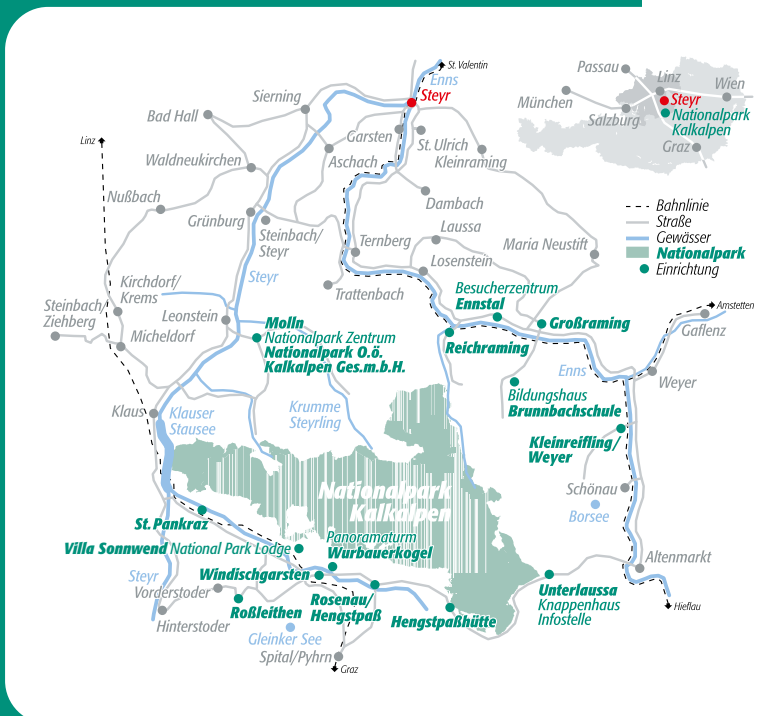 St. Valentin
Enns
Steyr
Sierning
Bad Hall
Linz
Garsten
St. Ulrich
Kleinraming
Aschach
Waldneukirchen
Nußbach
Dambach
Grünburg
Steinbach/
Steyr
Laussa
Ternberg
Maria Neustift
Losenstein
Steyr
Trattenbach
Kirchdorf/
Krems
Steinbach/
Ziehberg
Leonstein
Micheldorf
Besucherzentrum
Ennstal
Großraming
Reichraming
Molln
Nationalpark Zentrum
Nationalpark O.ö.
Kalkalpen Ges.m.b.H.
Amstetten
Gaflenz
Enns
Weyer
Bildungshaus
Brunnbachschule
Klaus
Klauser
Stausee
Krumme
Steyrling
Kleinreifling/
Weyer
Nationalpark
Kalkalpen
Schönau
Borsee
St. Pankraz
Villa Sonnwend National Park Lodge
Panoramaturm
Wurbauerkogel
Windischgarsten
Steyr
Vorderstoder
Hinterstoder
Roßleithen
Rosenau/
Hengstpaß
Hengstpaßhütte
Gleinker See
Spital/Pyhrn
Graz
Altenmarkt
Unterlaussa
Knappenhaus
Infostelle
Hieflau
Passau
Linz
Wien
München
Steyr
Salzburg
Nationalpark
Kalkalpen
Graz
Bahnlinie
Straße
Gewässer
Nationalpark
Einrichtung